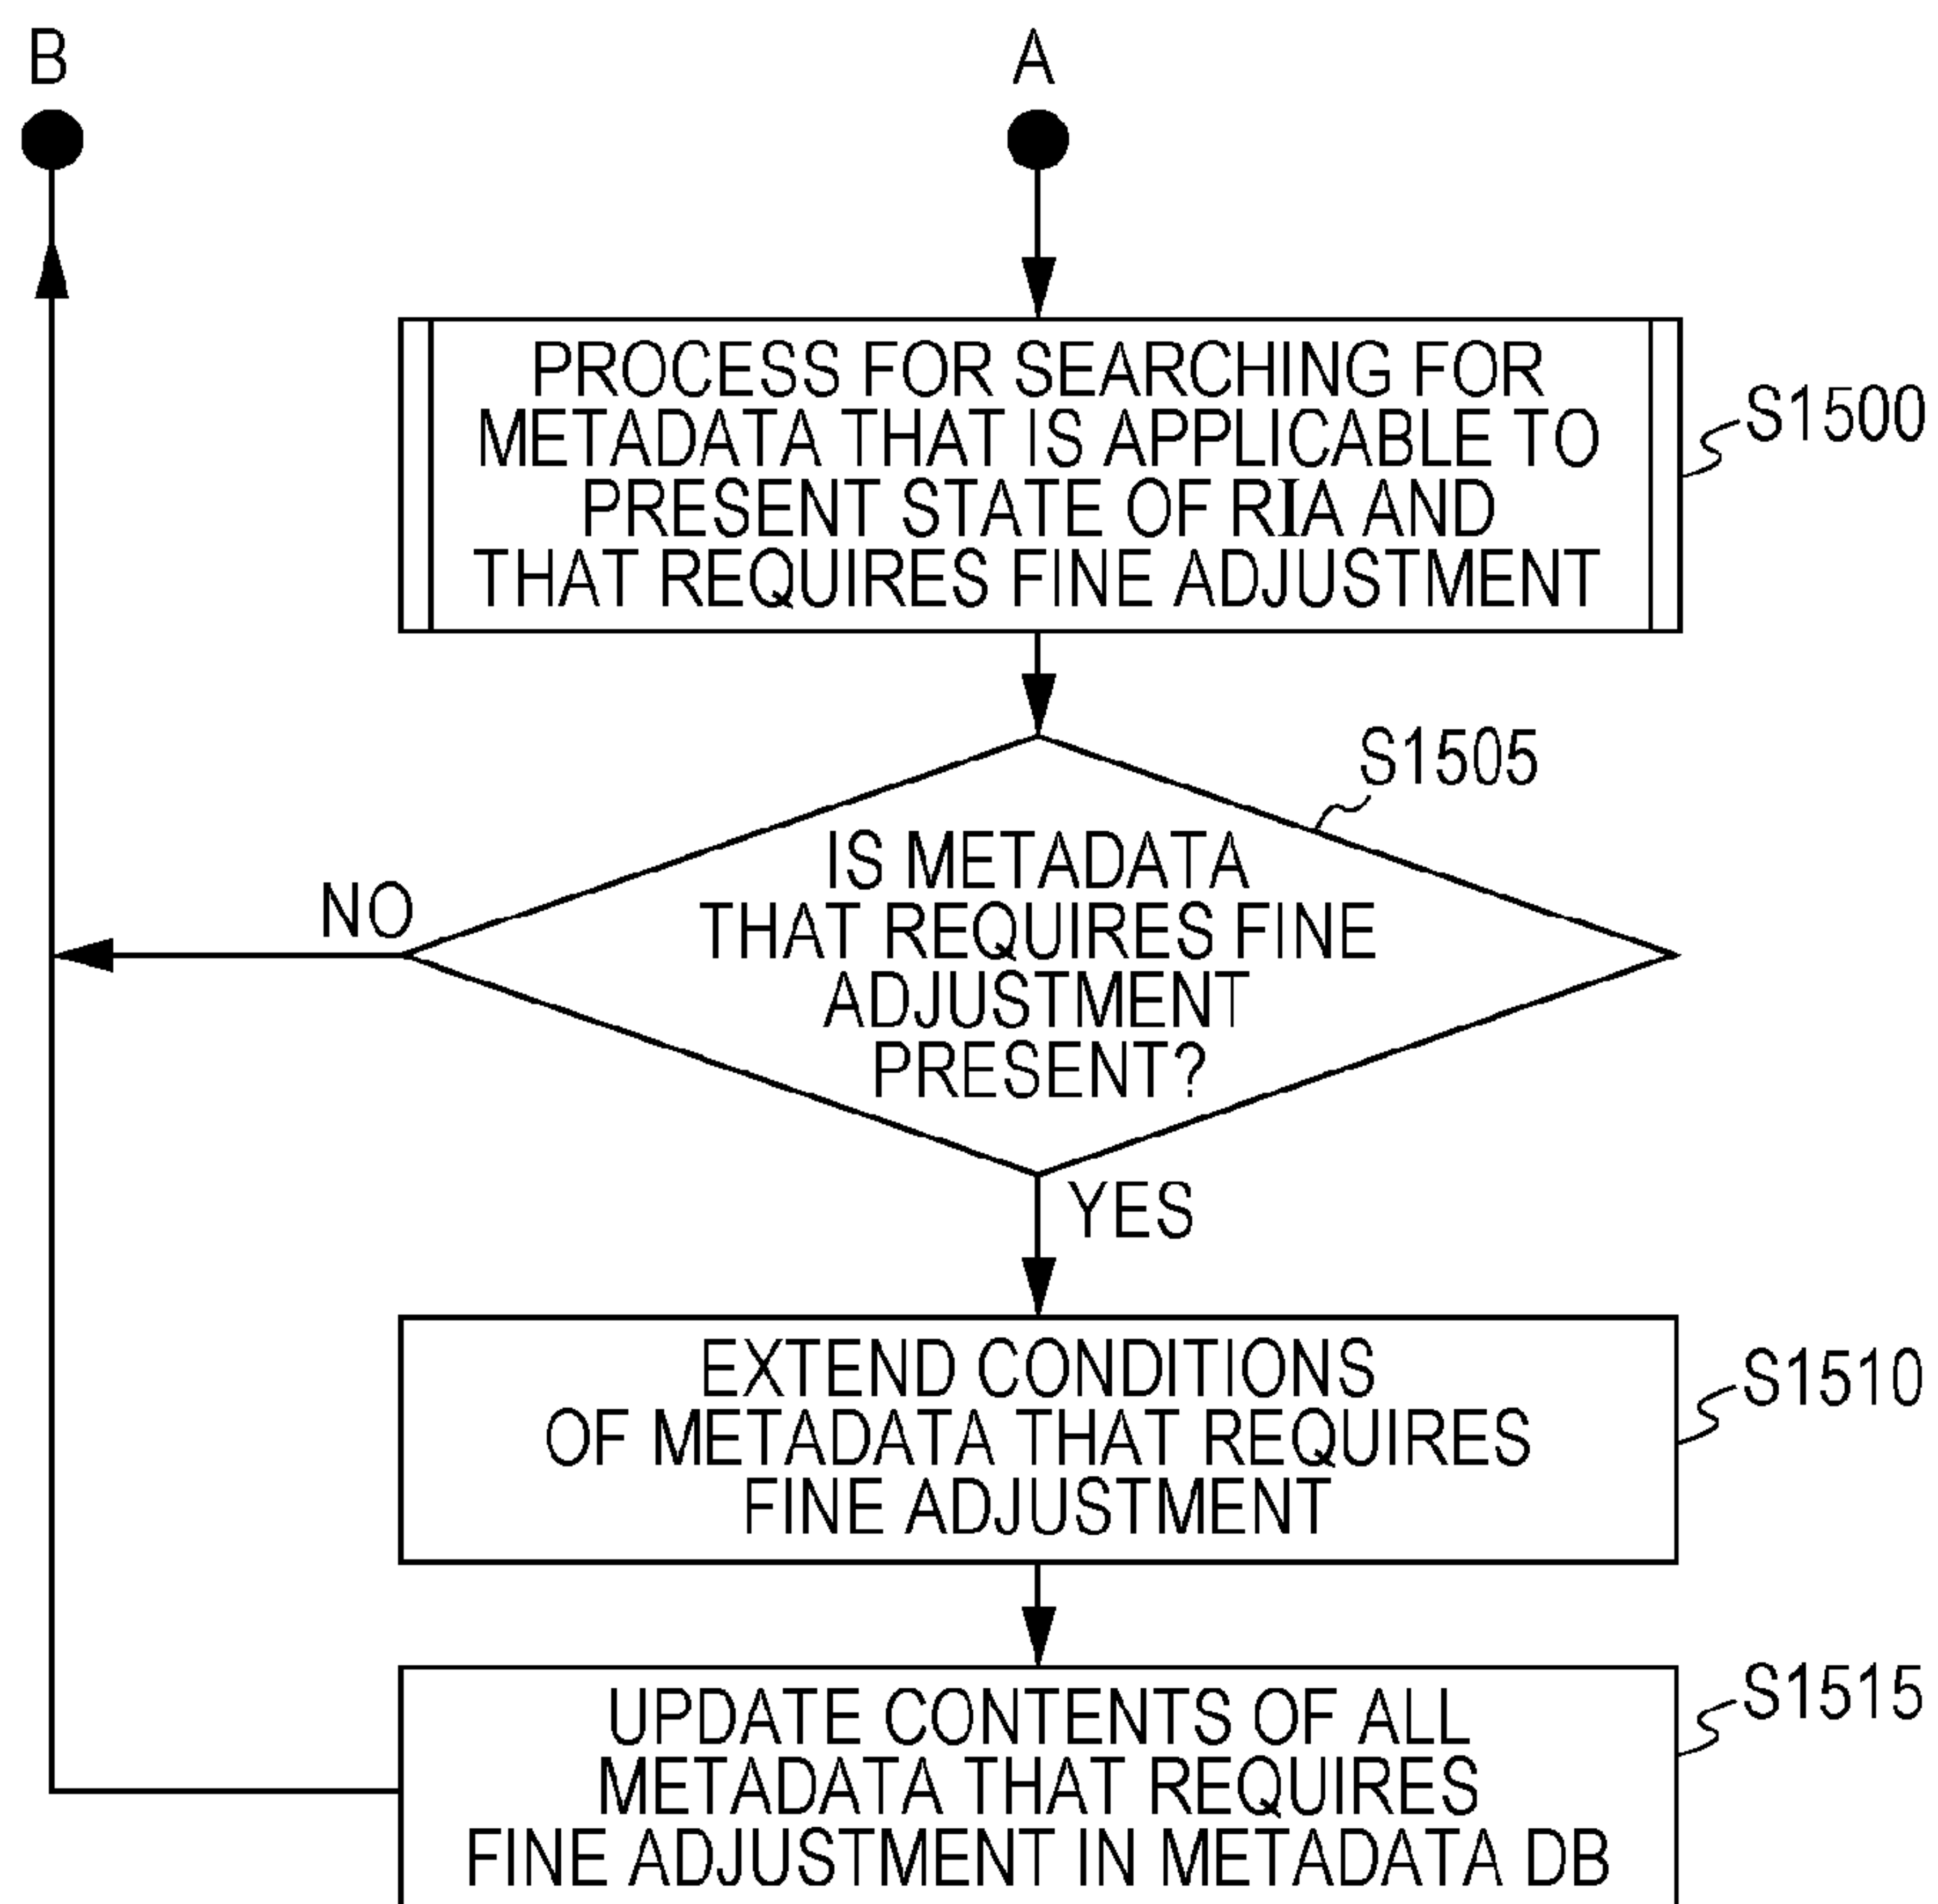 B
A
PROCESS FOR SEARCHING FOR
METADATA THAT IS APPLICABLE TO
PRESENT STATE OF RIA AND
THAT REQUIRES FINE ADJUSTMENT
S1500
S1505
IS METADATA
THAT REQUIRES FINE
ADJUSTMENT
PRESENT?
NO
YES
EXTEND CONDITIONS
OF METADATA THAT REQUIRES
FINE ADJUSTMENT
S1510
UPDATE CONTENTS OF ALL
METADATA THAT REQUIRES
FINE ADJUSTMENT IN METADATA DB
S1515